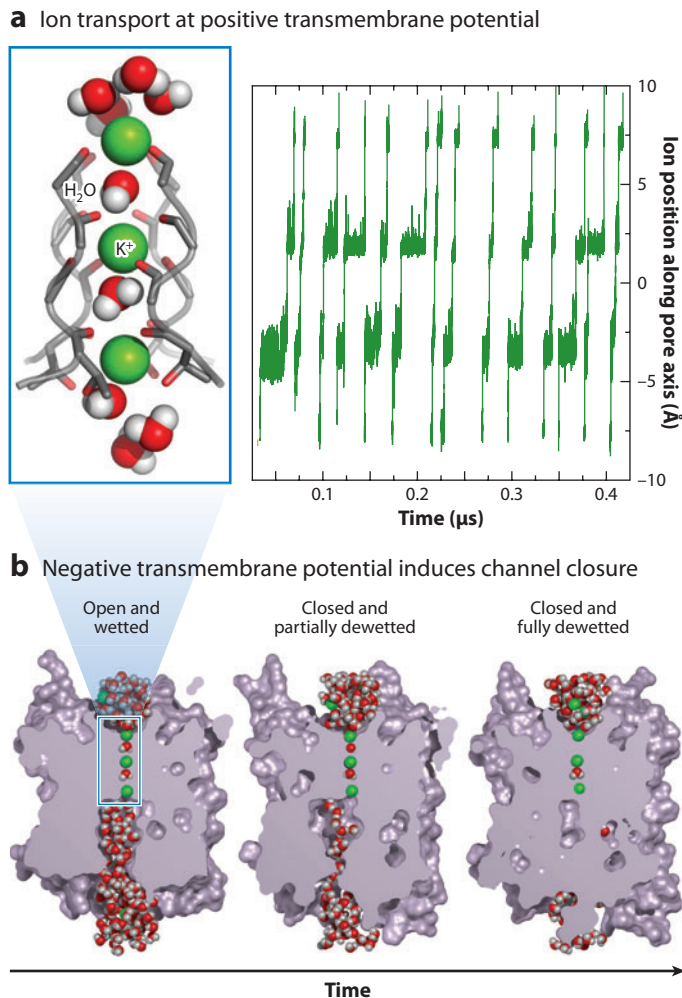 a Ion transport at positive transmembrane potential
H₂O
K⁺
10
5
0
−5
−10
Ion position along pore axis (Å)
0.1 0.2 0.3 0.4
Time (μs)
b Negative transmembrane potential induces channel closure
Open and
wetted
Closed and
partially dewetted
Closed and
fully dewetted
Time